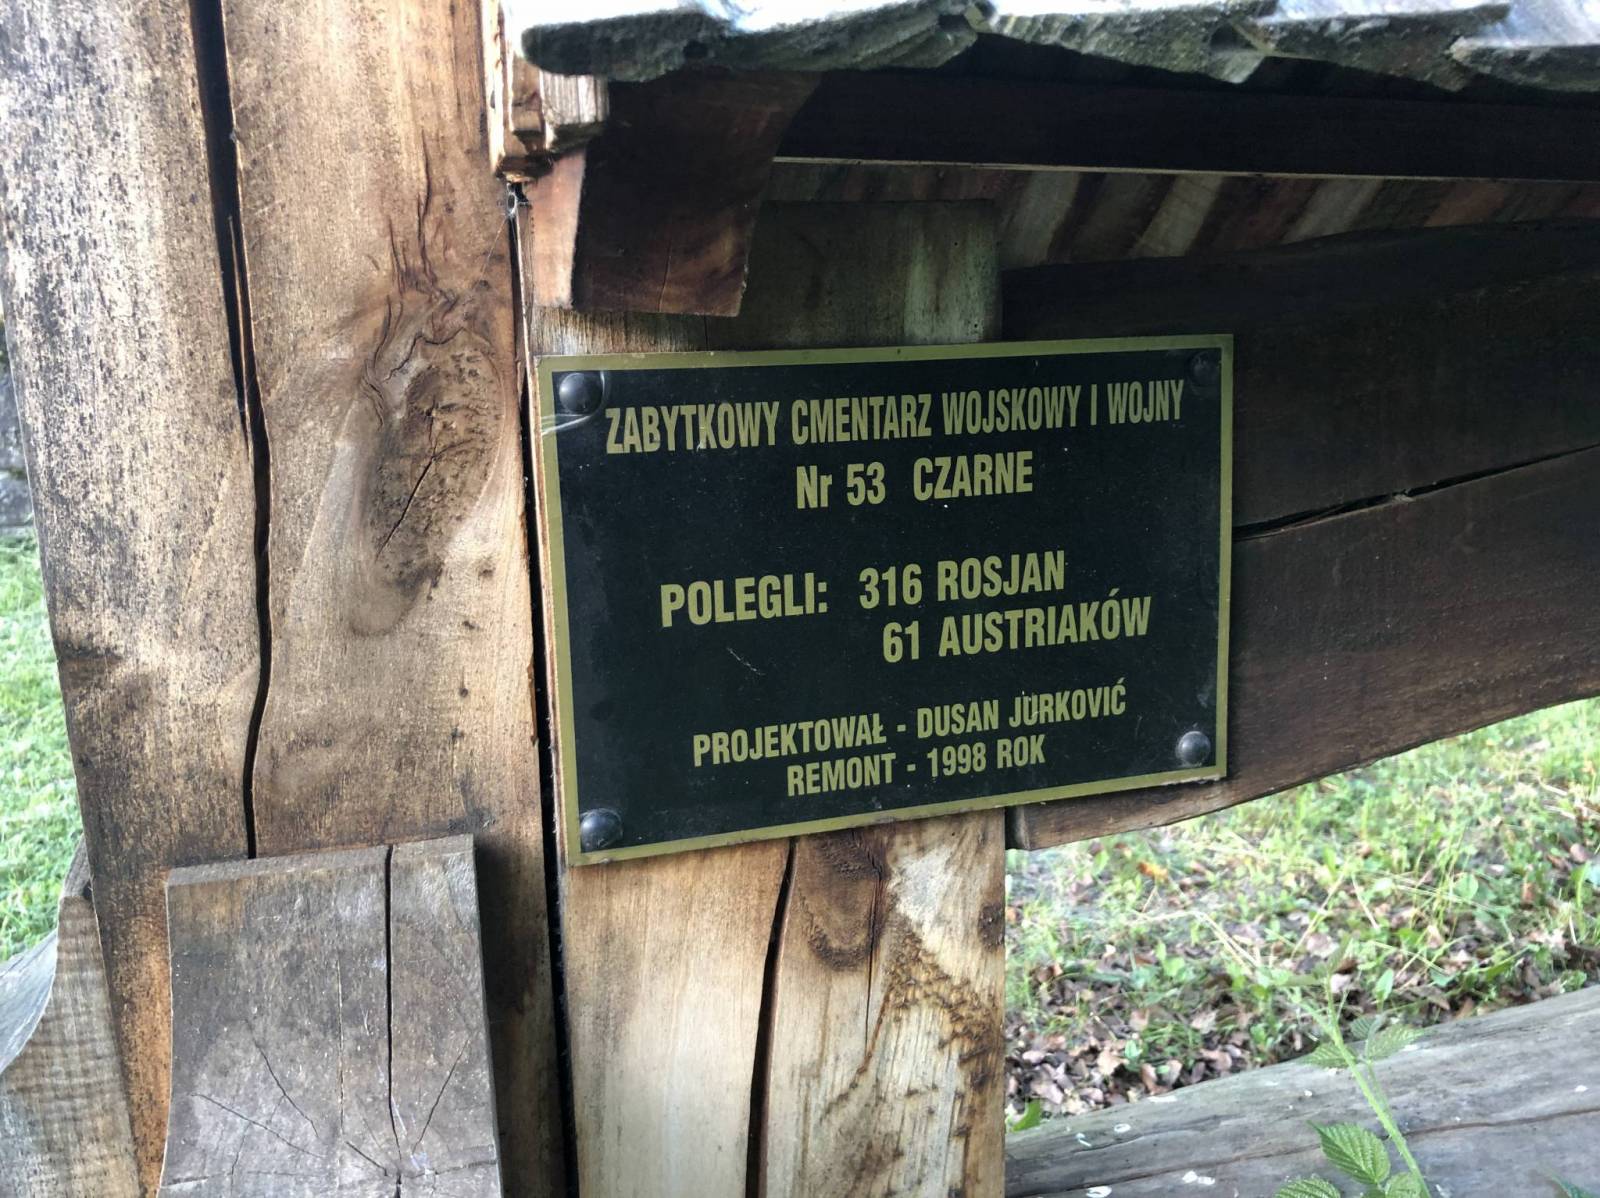 ZABYTKOWY CMENTARZ WOJSKOWY I WOJNY
Nr 53 CZARNE
POLEGLI: 316 ROSJAN
61 AUSTRIAKÓW
PROJEKTOWAŁ - DUSAN JURKOVIĆ
REMONT - 1998 ROK